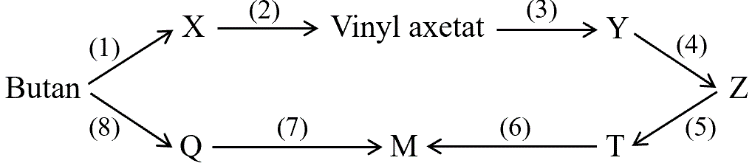 (1) X (2) Vinyl axetat (3) Y (4)
Butan Z
(8) Q (7) M (6) T (5)